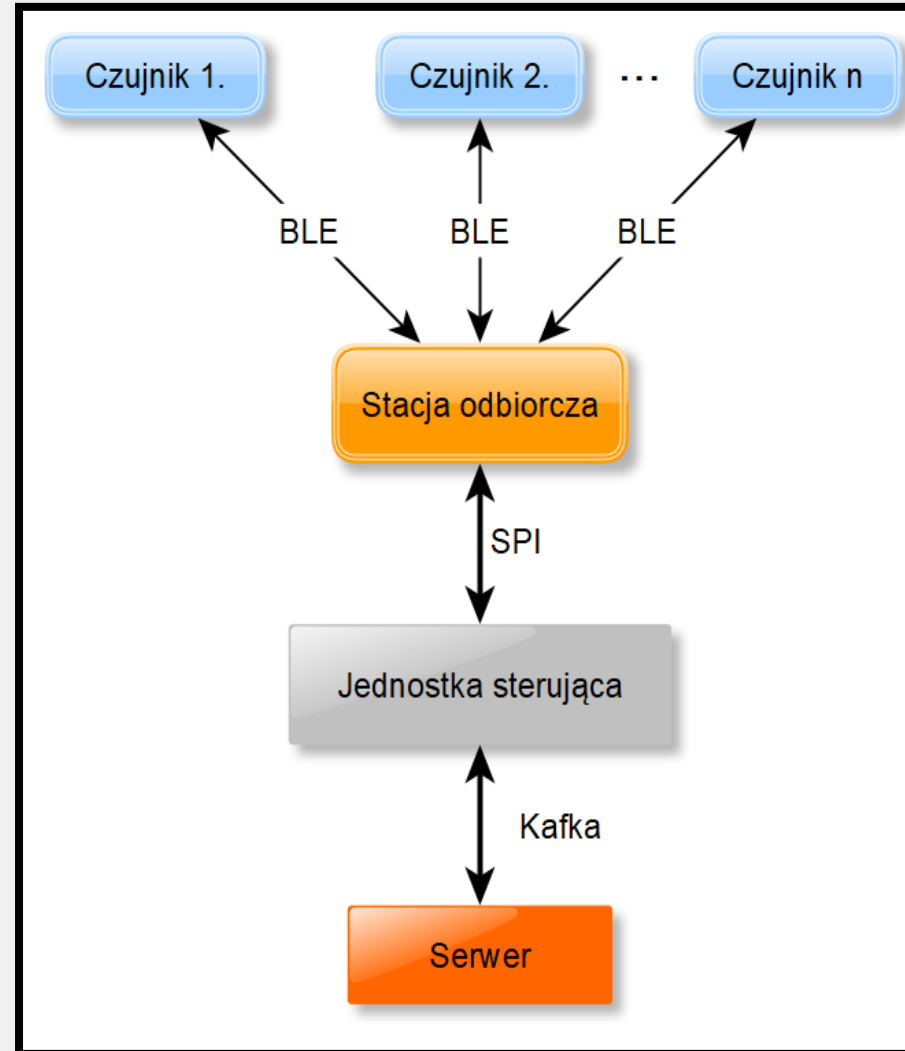 Czujnik 1.
Czujnik 2.
...
Czujnik n
BLE
BLE
BLE
Stacja odbiorcza
SPI
Jednostka sterująca
Kafka
Serwer